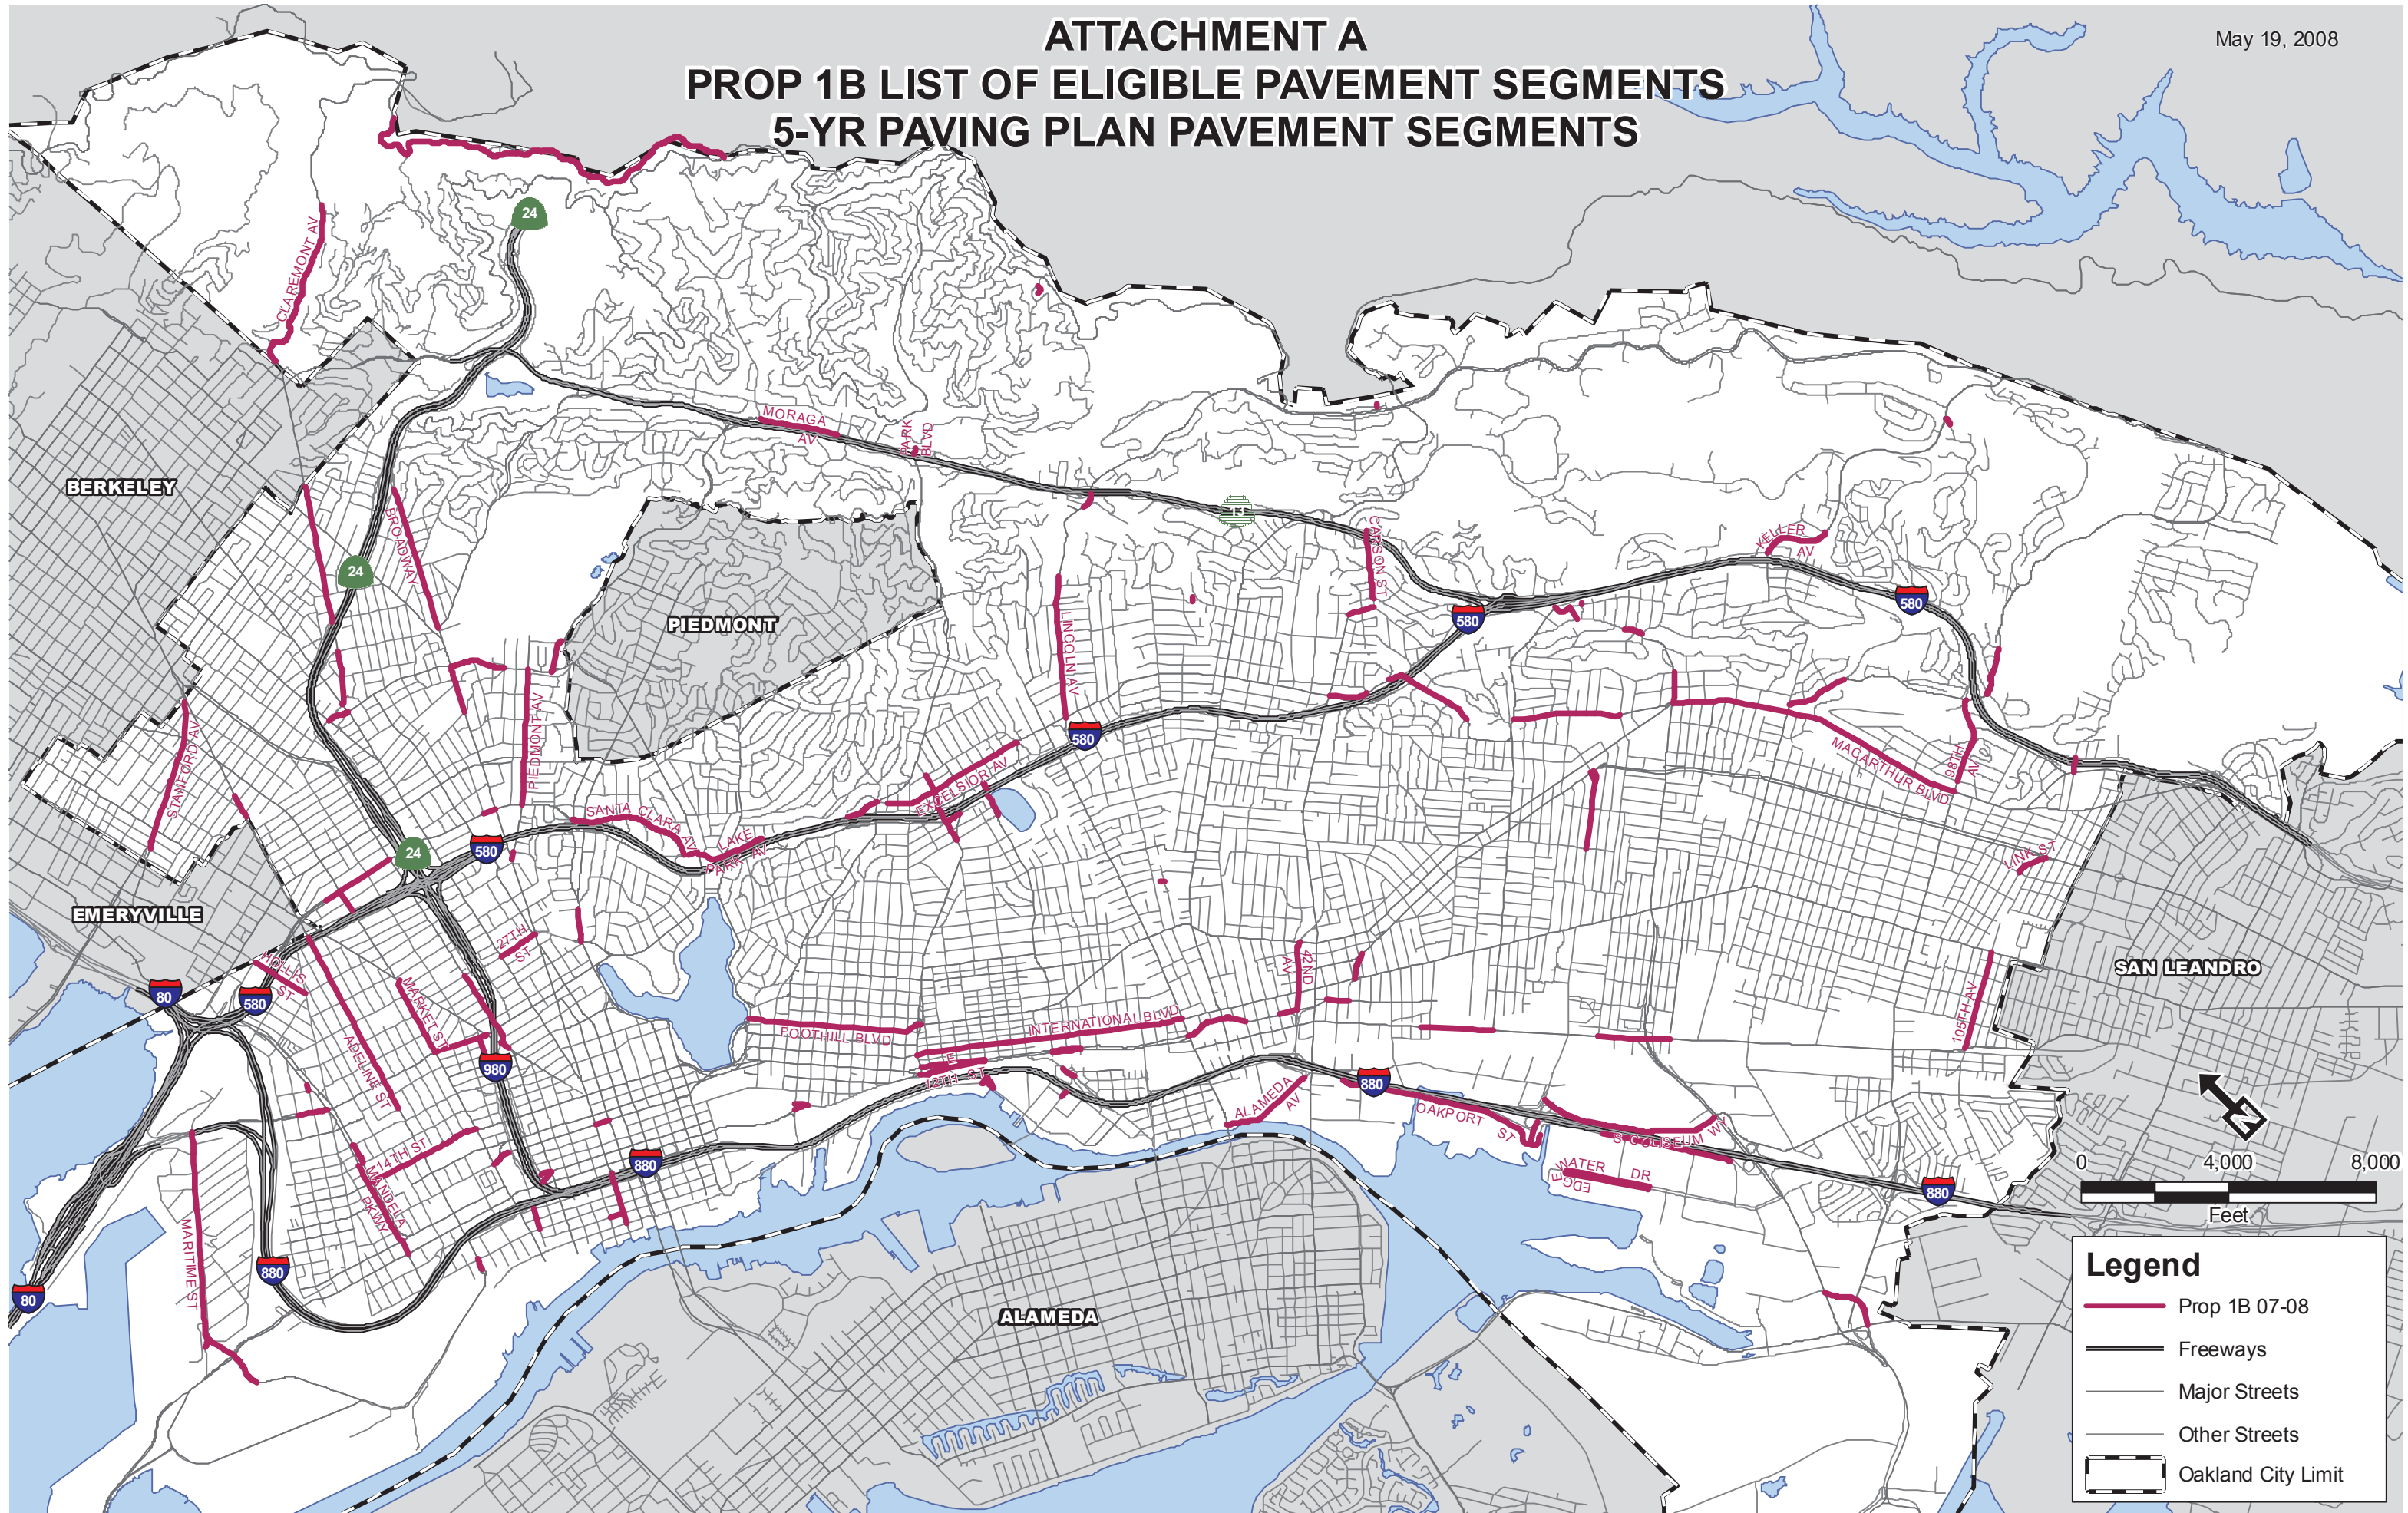 ATTACHMENT A
PROP 1B LIST OF ELIGIBLE PAVEMENT SEGMENTS
5-YR PAVING PLAN PAVEMENT SEGMENTS
May 19, 2008
24
CLAREMONT AV
MORAGA
AV
PARK
BLVD
BERKELEY
BROADWAY
24
13
CARSON ST
KELLER
AV
580
580
PIEDMONT
LINCOLN AV
STANFORD AV
PIEDMONT AV
580
EXCELSIOR AV
MACARTHUR BLVD
98TH
AV
SANTA CLARA
AV
LAKE
PARK AV
24
580
LINK ST
EMERYVILLE
27TH
ST
HOLLIS
ST
80
580
MARKET ST
42ND
AV
SAN LEANDRO
105TH AV
FOOTHILL BLVD
INTERNATIONAL BLVD
ADELINE ST
980
E
12TH ST
880
ALAMEDA
AV
OAKPORT
ST
S COLISEUM WY
EDGEWATER DR
14TH ST
MANDELA
PKWY
880
880
MARITIME ST
880
80
ALAMEDA
N
0
4,000
8,000
Feet
Legend
Prop 1B 07-08
Freeways
Major Streets
Other Streets
Oakland City Limit